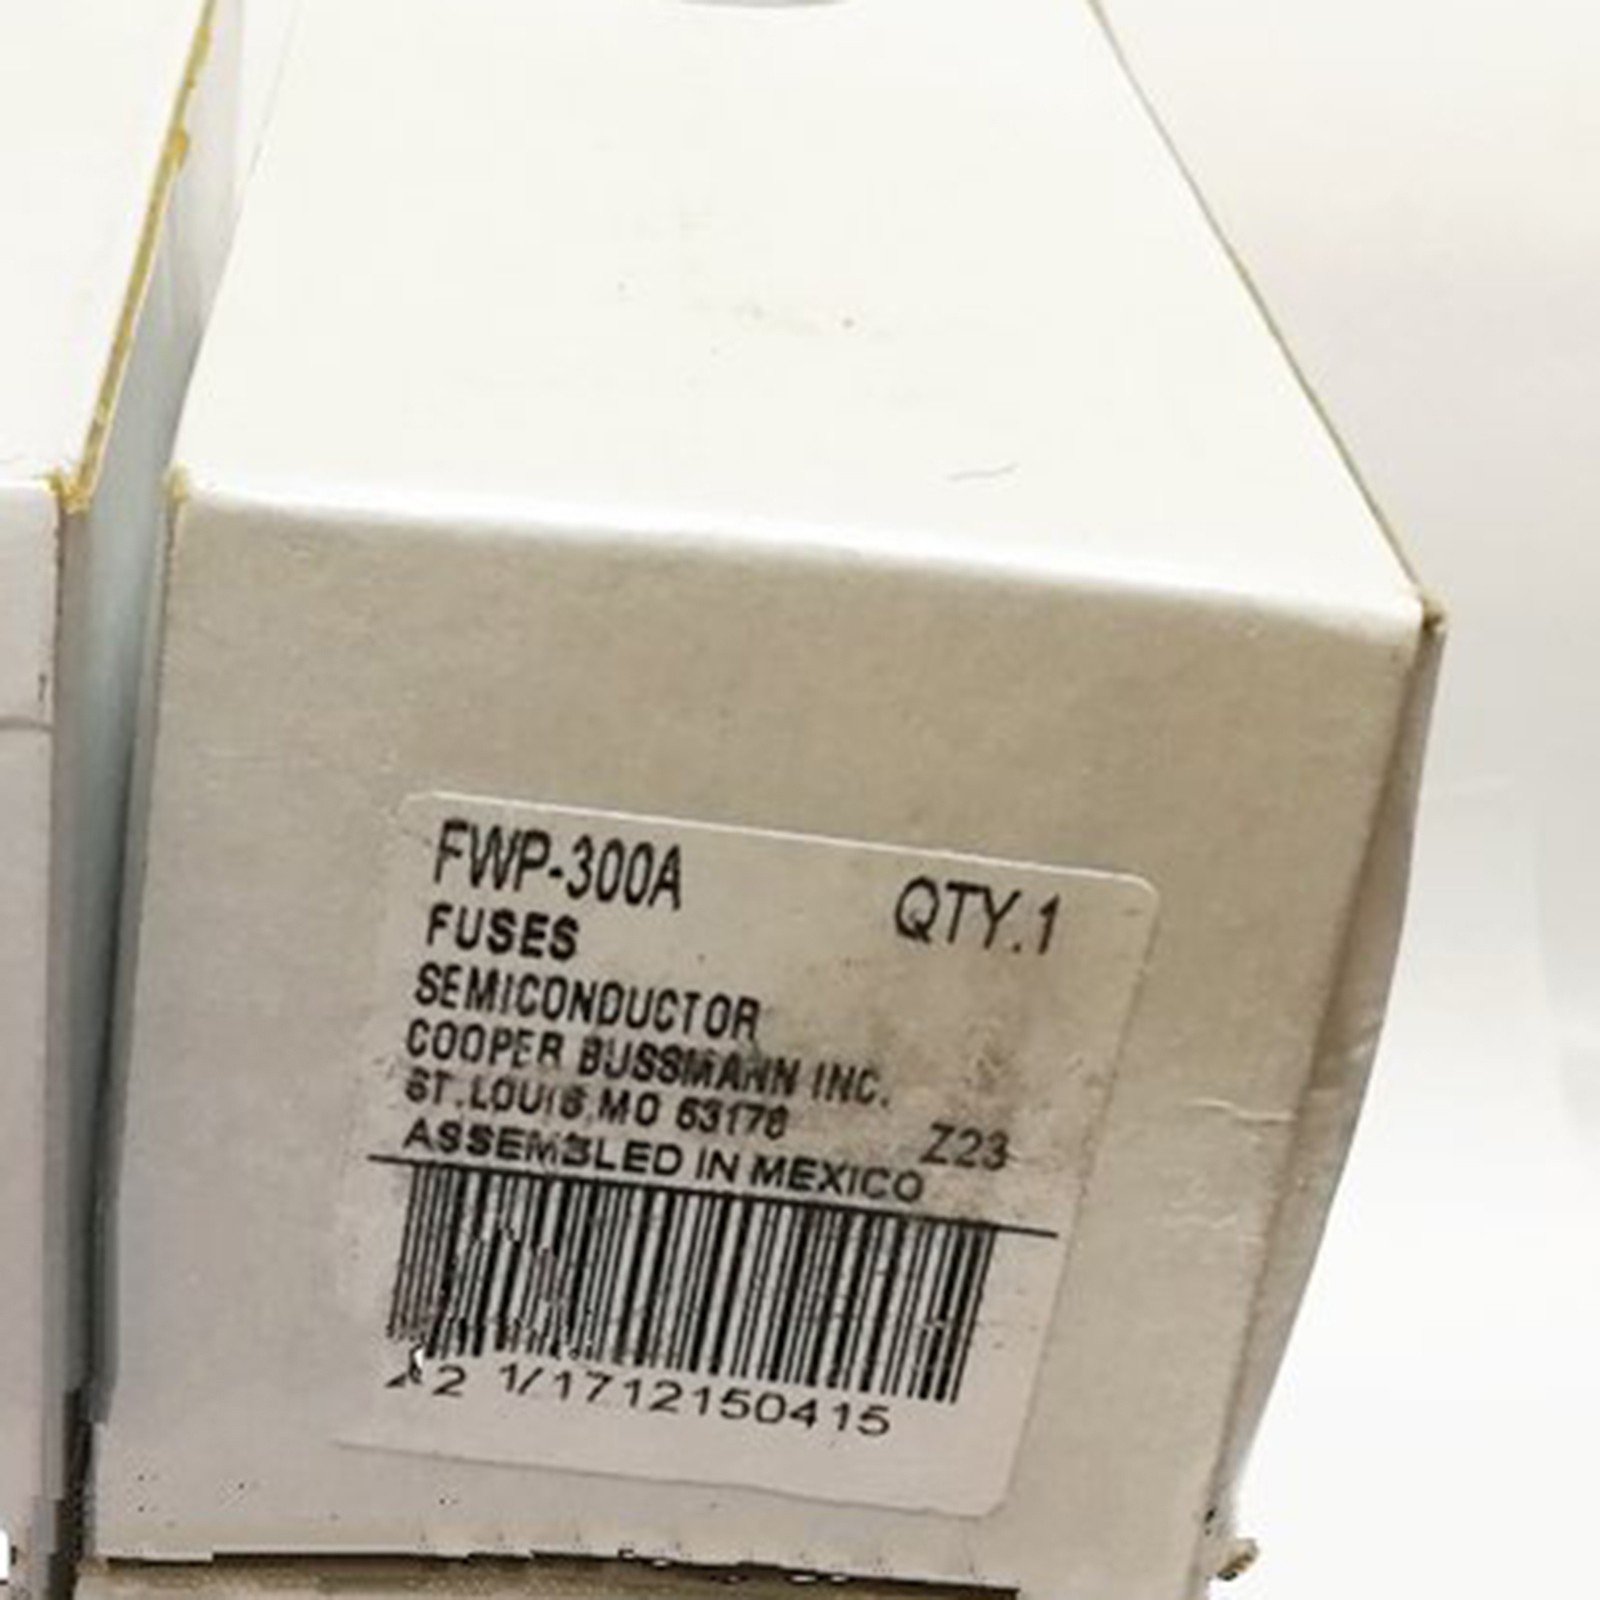 FWP-300A QTY.1
FUSES
SEMICONDUCTOR
COOPER BUSSMANN INC.
ST.LOUIS,MO 63178
ASSEMBLED IN MEXICO Z23
2 1/1712150415